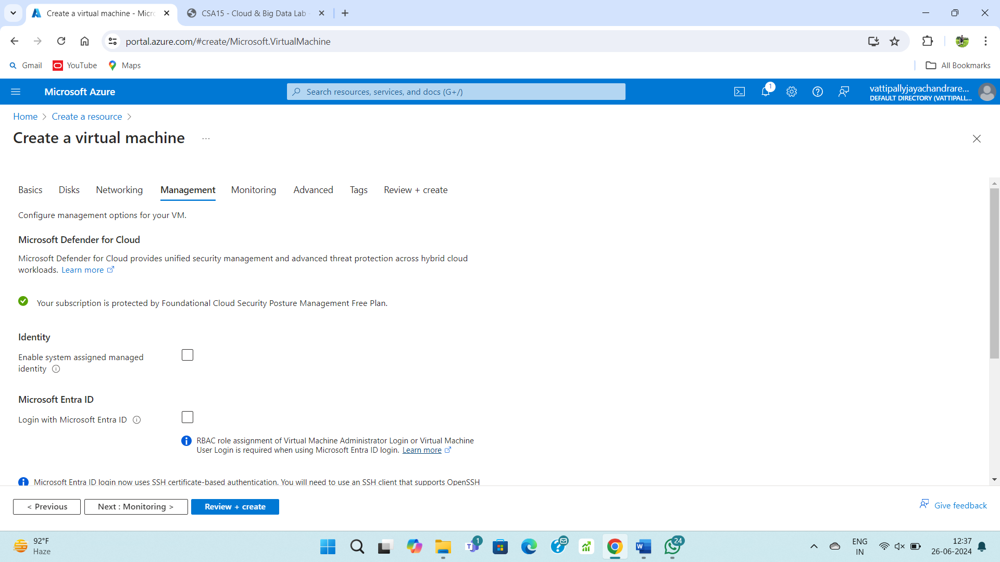 Create a virtual machine - Micro
CSA15 - Cloud & Big Data Lab -
portal.azure.com/#create/Microsoft.VirtualMachine
Gmail
YouTube
Maps
All Bookmarks
Microsoft Azure
Search resources, services, and docs (G+/)
1
vattipallyjayachandrare...
DEFAULT DIRECTORY (VATTIPALL...
Home > Create a resource >
Create a virtual machine ...
Basics Disks Networking Management Monitoring Advanced Tags Review + create
Configure management options for your VM.
Microsoft Defender for Cloud
Microsoft Defender for Cloud provides unified security management and advanced threat protection across hybrid cloud
workloads. Learn more
Your subscription is protected by Foundational Cloud Security Posture Management Free Plan.
Identity
Enable system assigned managed
identity
Microsoft Entra ID
Login with Microsoft Entra ID
RBAC role assignment of Virtual Machine Administrator Login or Virtual Machine
User Login is required when using Microsoft Entra ID login. Learn more
Microsoft Entra ID login now uses SSH certificate-based authentication. You will need to use an SSH client that supports OpenSSH
< Previous
Next : Monitoring >
Review + create
Give feedback
92°F
Haze
1
24
ENG
IN
12:37
26-06-2024